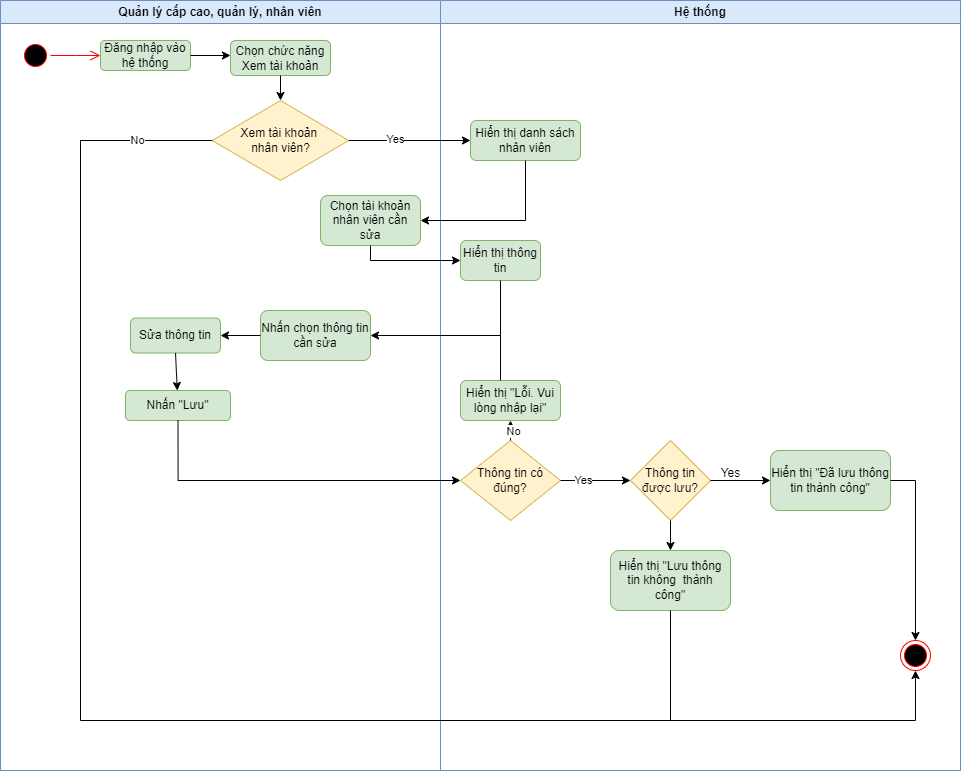 Quản lý cấp cao, quản lý, nhân viên
Hệ thống
Đăng nhập vào
hệ thống
Chọn chức năng
Xem tài khoản
Xem tài khoản
nhân viên?
No
Yes
Hiển thị danh sách
nhân viên
Chọn tài khoản
nhân viên cần
sửa
Hiển thị thông
tin
Nhấn chọn thông tin
cần sửa
Sửa thông tin
Nhấn "Lưu"
Hiển thị "Lỗi. Vui
lòng nhập lại"
No
Thông tin có
đúng?
Yes
Thông tin
được lưu?
Yes
Hiển thị "Đã lưu thông
tin thành công"
Hiển thị "Lưu thông
tin không thành
công"